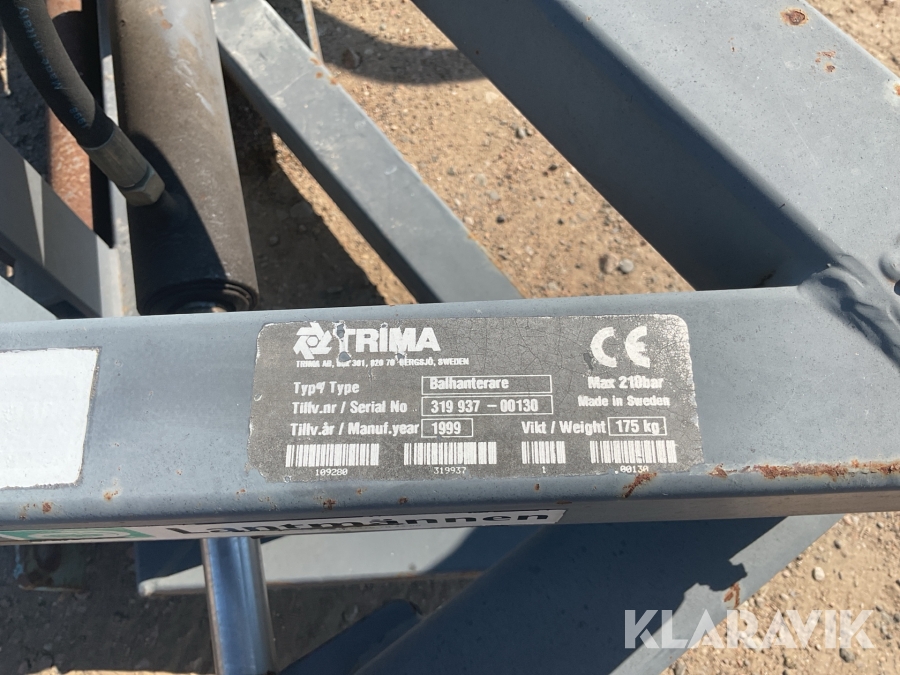 TRIMA
TRIMA AB, BOX 301, 820 70 BERGSJÖ, SWEDEN
Typ / Type Balhanterare
Max 210bar
Tillv.nr / Serial No 319 937 - 00130
Made in Sweden
Tillv.år / Manuf.year 1999 Vikt / Weight 175 kg
109280 319937 1 00130
CE
Lantmännen
KLARAVIK